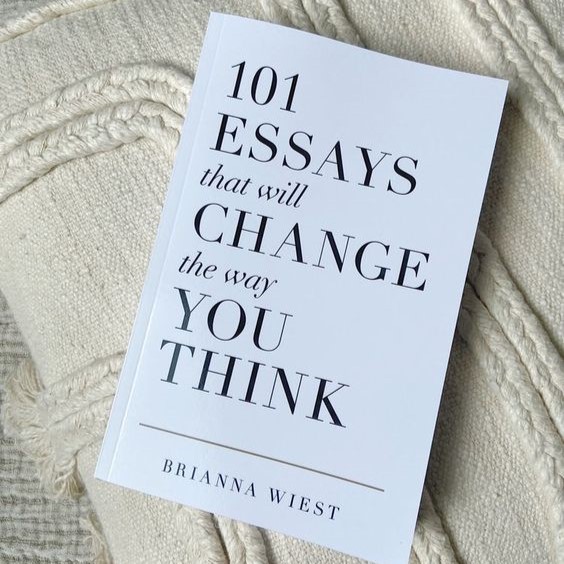 101
ESSAYS
that will
CHANGE
the way
YOU
THINK
BRIANNA WIEST